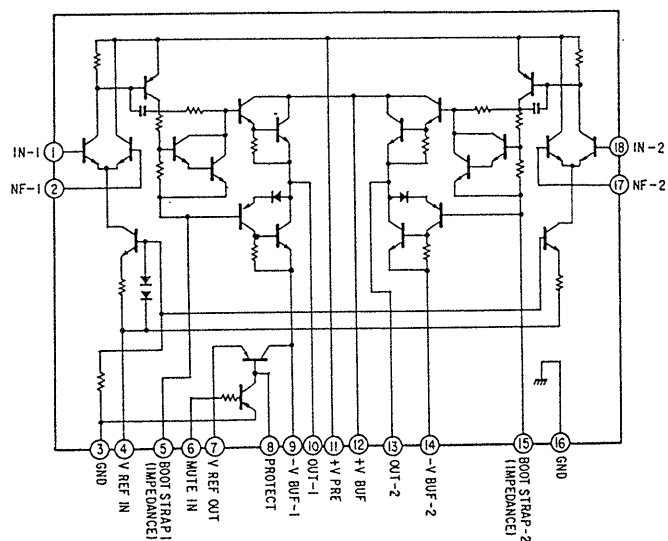 IN-1 1
NF-1 2
18 IN-2
17 NF-2
3 4 5 6 7 8 9 10 11 12 13 14 15 16
GND
V REF IN
BOOT STRAP 1
(IMPEDANCE)
MUTE IN
V REF OUT
PROTECT
-V BUF-1
OUT-1
+V PRE
+V BUF
OUT-2
-V BUF-2
BOOT STRAP-2
(IMPEDANCE)
GND